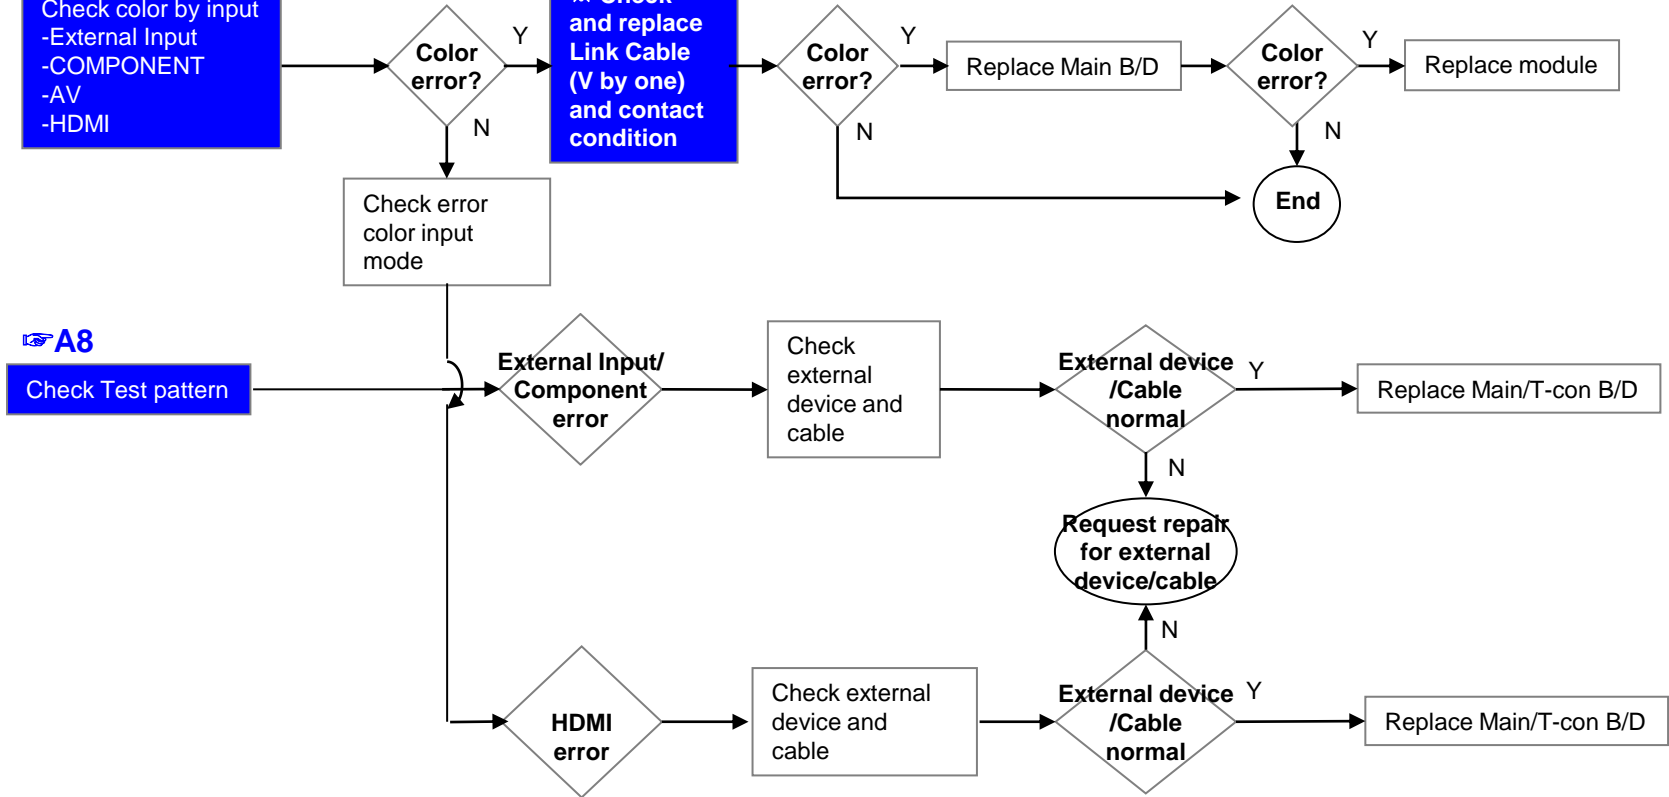 Check color by input
-External Input
-COMPONENT
-AV
-HDMI
Color
error?
Y
N
※ Check
and replace
Link Cable
(V by one)
and contact
condition
Color
error?
Y
N
Replace Main B/D
Color
error?
Y
N
Replace module
End
Check error
color input
mode
☞A8
Check Test pattern
External Input/
Component
error
Check
external
device and
cable
External device
/Cable
normal
Y
N
Replace Main/T-con B/D
Request repair
for external
device/cable
N
HDMI
error
Check external
device and
cable
External device
/Cable
normal
Y
Replace Main/T-con B/D